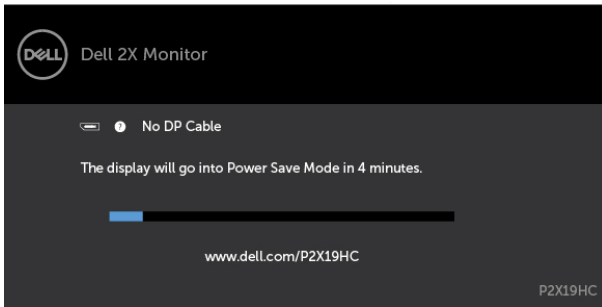 DELL
Dell 2X Monitor
? No DP Cable
The display will go into Power Save Mode in 4 minutes.
www.dell.com/P2X19HC
P2X19HC